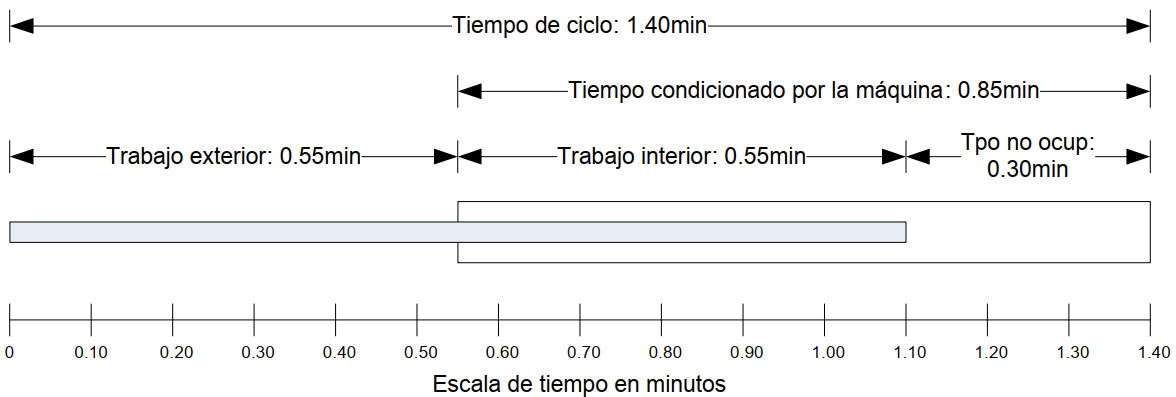 Tiempo de ciclo: 1.40min
Tiempo condicionado por la máquina: 0.85min
Trabajo exterior: 0.55min
Trabajo interior: 0.55min
Tpo no ocup:
0.30min
0 0.10 0.20 0.30 0.40 0.50 0.60 0.70 0.80 0.90 1.00 1.10 1.20 1.30 1.40
Escala de tiempo en minutos